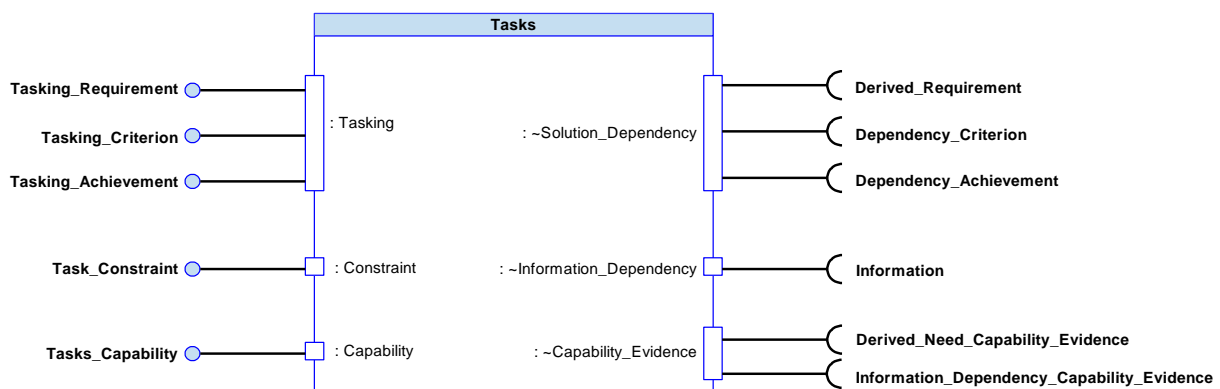 Tasks
Tasking_Requirement
Tasking_Criterion
Tasking_Achievement
: Tasking
: ~Solution_Dependency
Derived_Requirement
Dependency_Criterion
Dependency_Achievement
Task_Constraint
: Constraint
: ~Information_Dependency
Information
Tasks_Capability
: Capability
: ~Capability_Evidence
Derived_Need_Capability_Evidence
Information_Dependency_Capability_Evidence